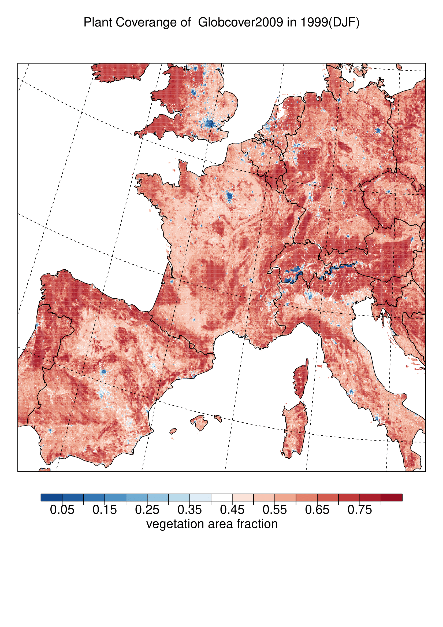 Plant Coverange of Globcover2009 in 1999(DJF)
0.05 0.15 0.25 0.35 0.45 0.55 0.65 0.75
vegetation area fraction